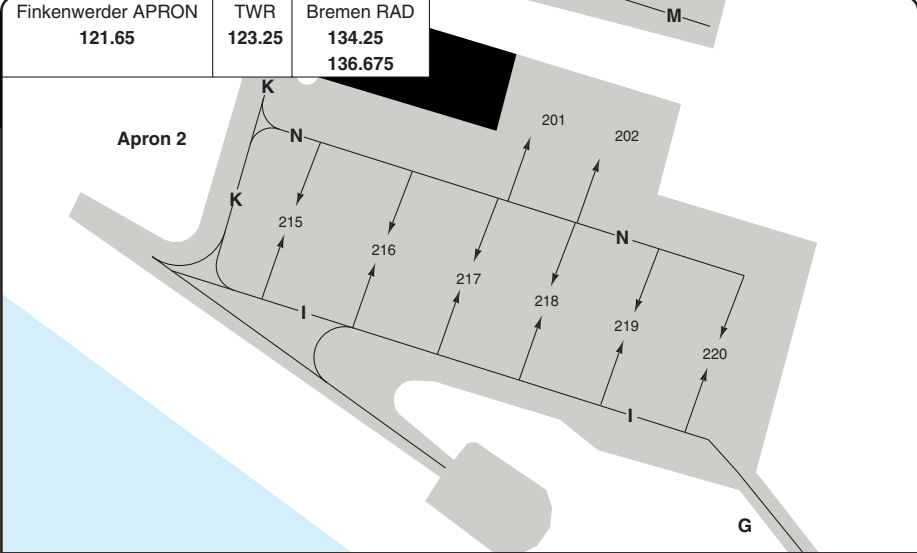 Finkenwerder APRON
121.65
TWR
123.25
Bremen RAD
134.25
136.675
M
K
201
202
Apron 2
N
K
215
216
N
217
218
I
219
220
I
G